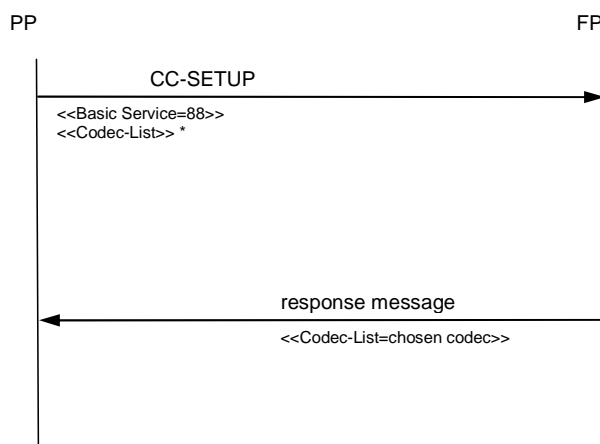 PP
FP
CC-SETUP
<<Basic Service=88>>
<<Codec-List>> *
response message
<<Codec-List=chosen codec>>